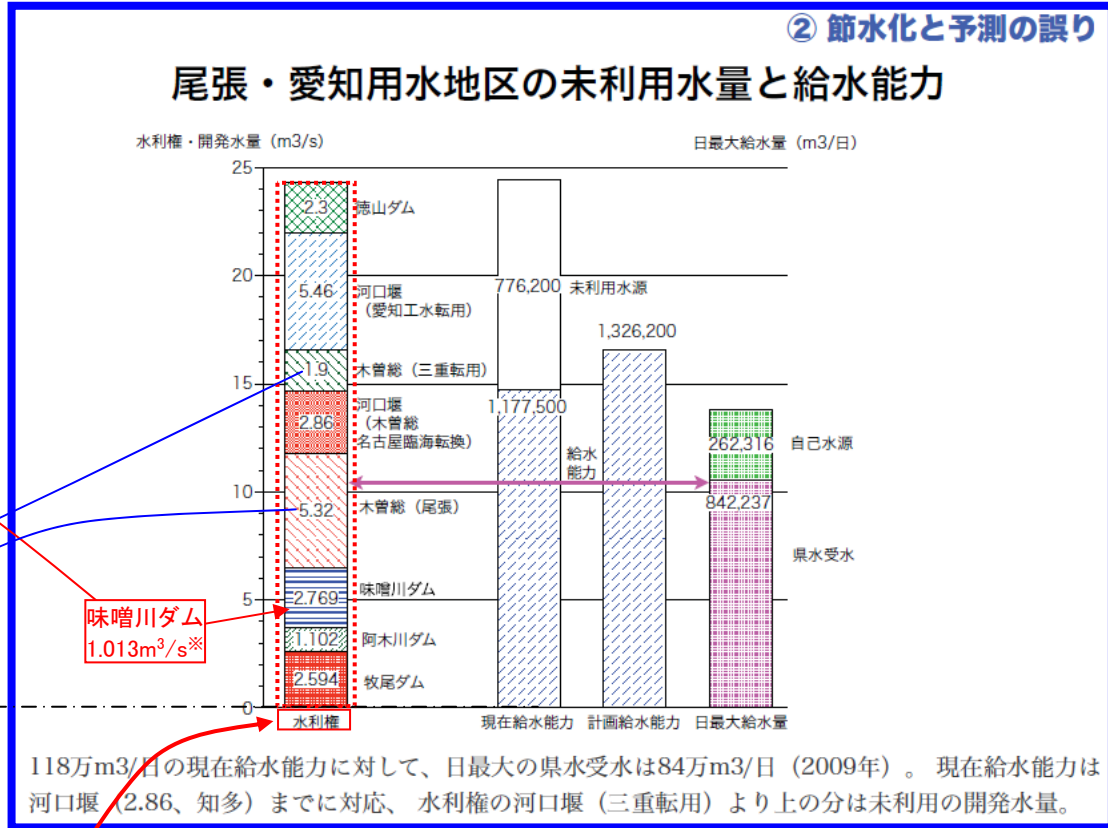 ② 節水化と予測の誤り
尾張・愛知用水地区の未利用水量と給水能力
水利権・開発水量（m3/s）
日最大給水量（m3/日）
25
20
15
10
5
0
2.3
徳山ダム
5.46
河口堰
（愛知工水転用）
1.9
木曽総（三重転用）
2.86
河口堰
（木曽総
名古屋臨海転換）
5.32
木曽総（尾張）
2.769
味噌川ダム
1.102
阿木川ダム
2.594
牧尾ダム
味噌川ダム
1.013m³/s※
776,200
未利用水源
1,177,500
1,326,200
給水
能力
262,316
自己水源
842,237
県水受水
水利権
現在給水能力
計画給水能力
日最大給水量
118万m3/日の現在給水能力に対して、日最大の県水受水は84万m3/日（2009年）。 現在給水能力は
河口堰（2.86、知多）までに対応、 水利権の河口堰（三重転用）より上の分は未利用の開発水量。